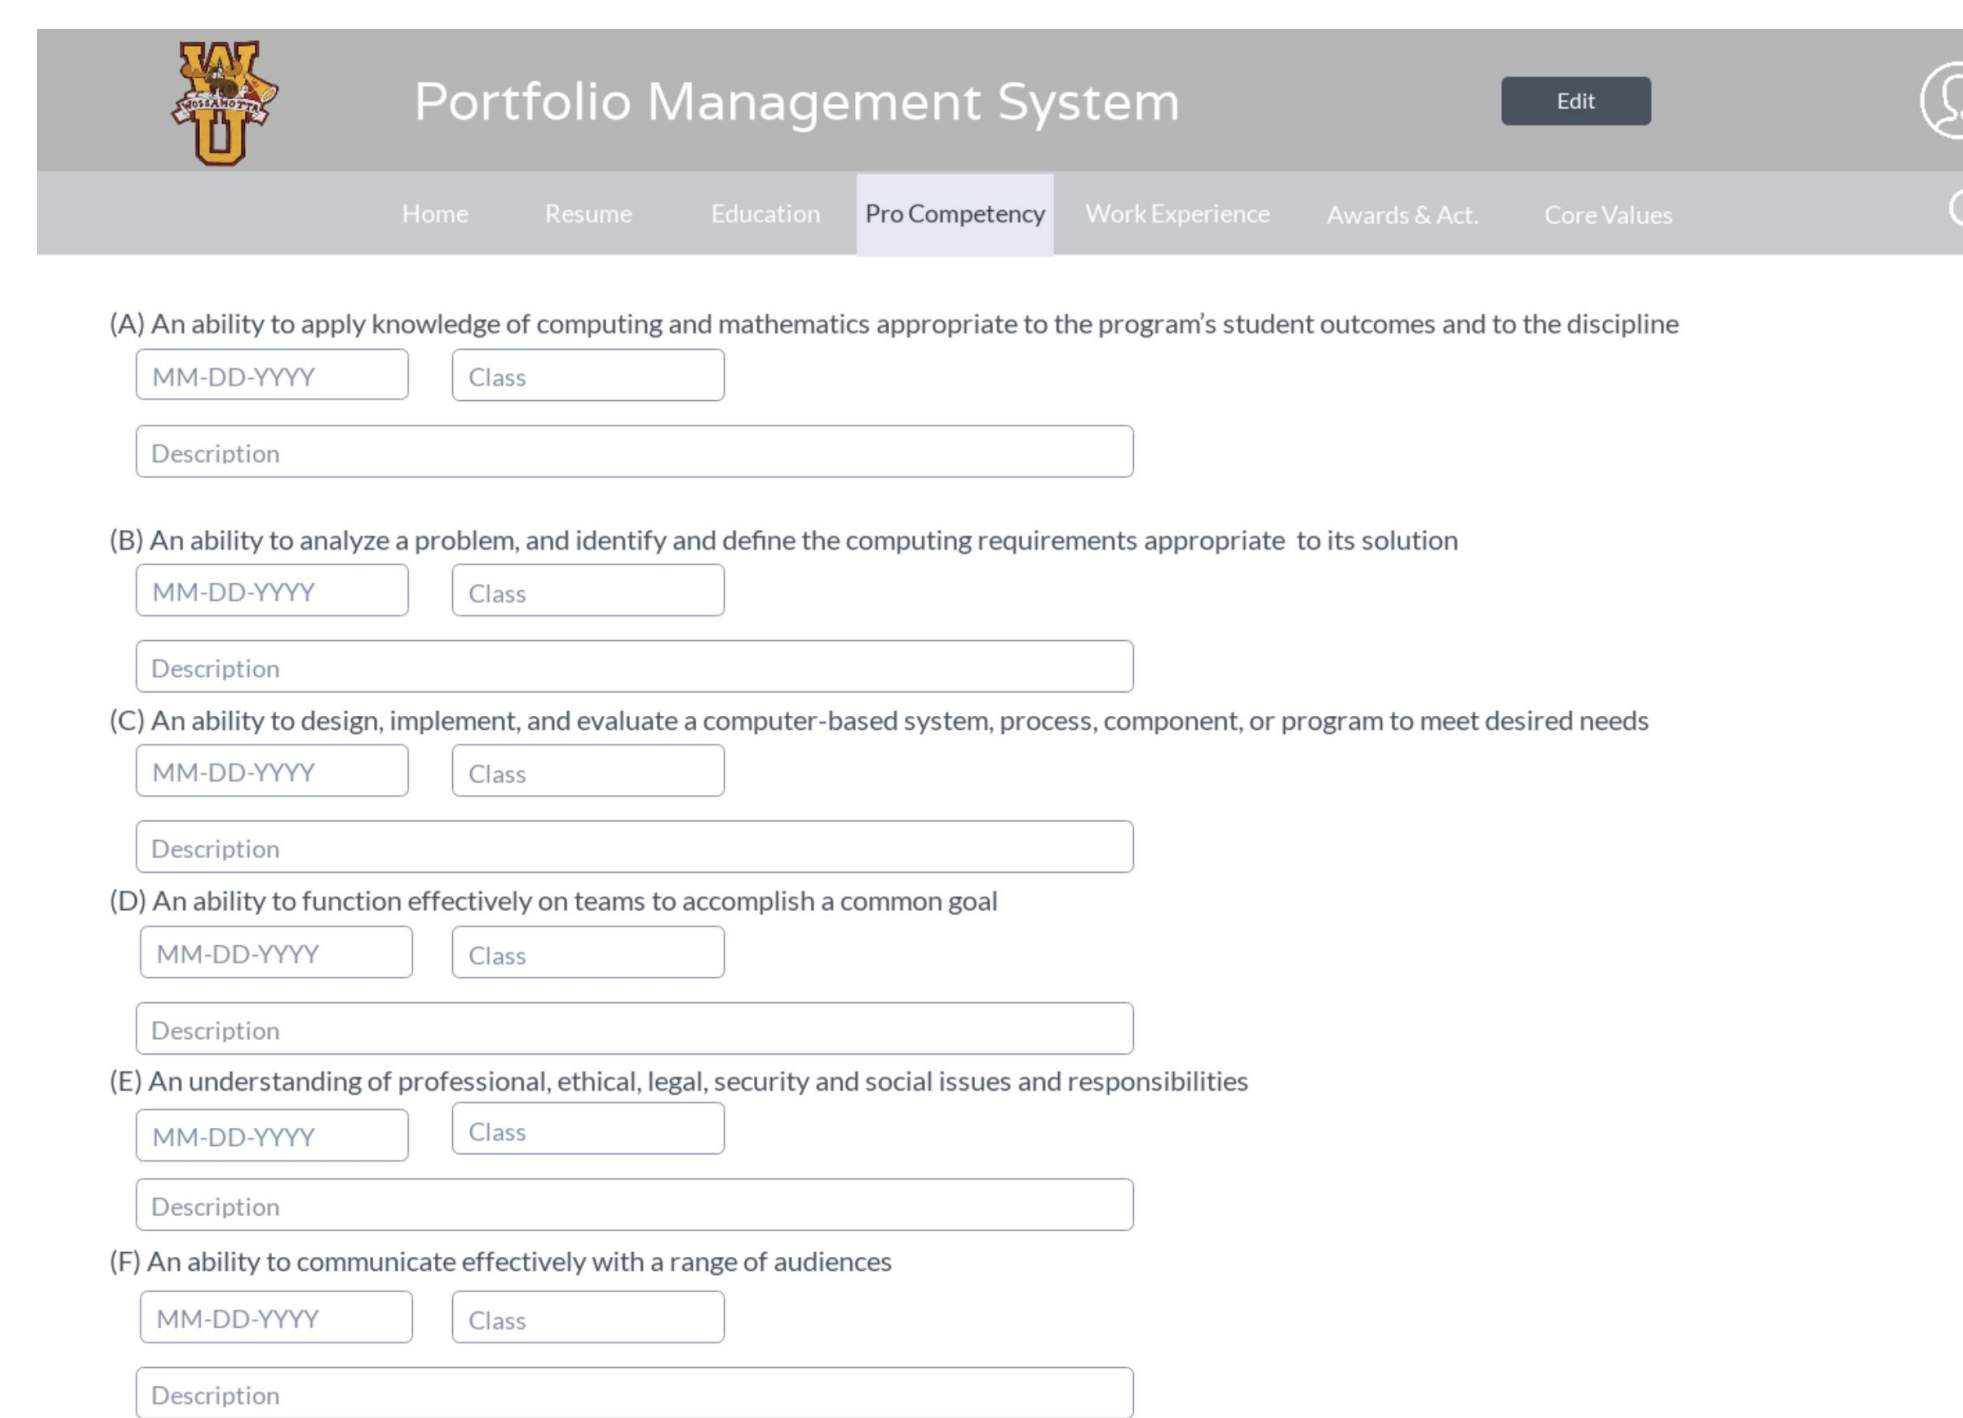 WU
WOSSAMOTTA
Portfolio Management System
Edit
Home Resume Education Pro Competency Work Experience Awards & Act. Core Values
(A) An ability to apply knowledge of computing and mathematics appropriate to the program’s student outcomes and to the discipline
MM-DD-YYYY Class
Description
(B) An ability to analyze a problem, and identify and define the computing requirements appropriate to its solution
MM-DD-YYYY Class
Description
(C) An ability to design, implement, and evaluate a computer-based system, process, component, or program to meet desired needs
MM-DD-YYYY Class
Description
(D) An ability to function effectively on teams to accomplish a common goal
MM-DD-YYYY Class
Description
(E) An understanding of professional, ethical, legal, security and social issues and responsibilities
MM-DD-YYYY Class
Description
(F) An ability to communicate effectively with a range of audiences
MM-DD-YYYY Class
Description